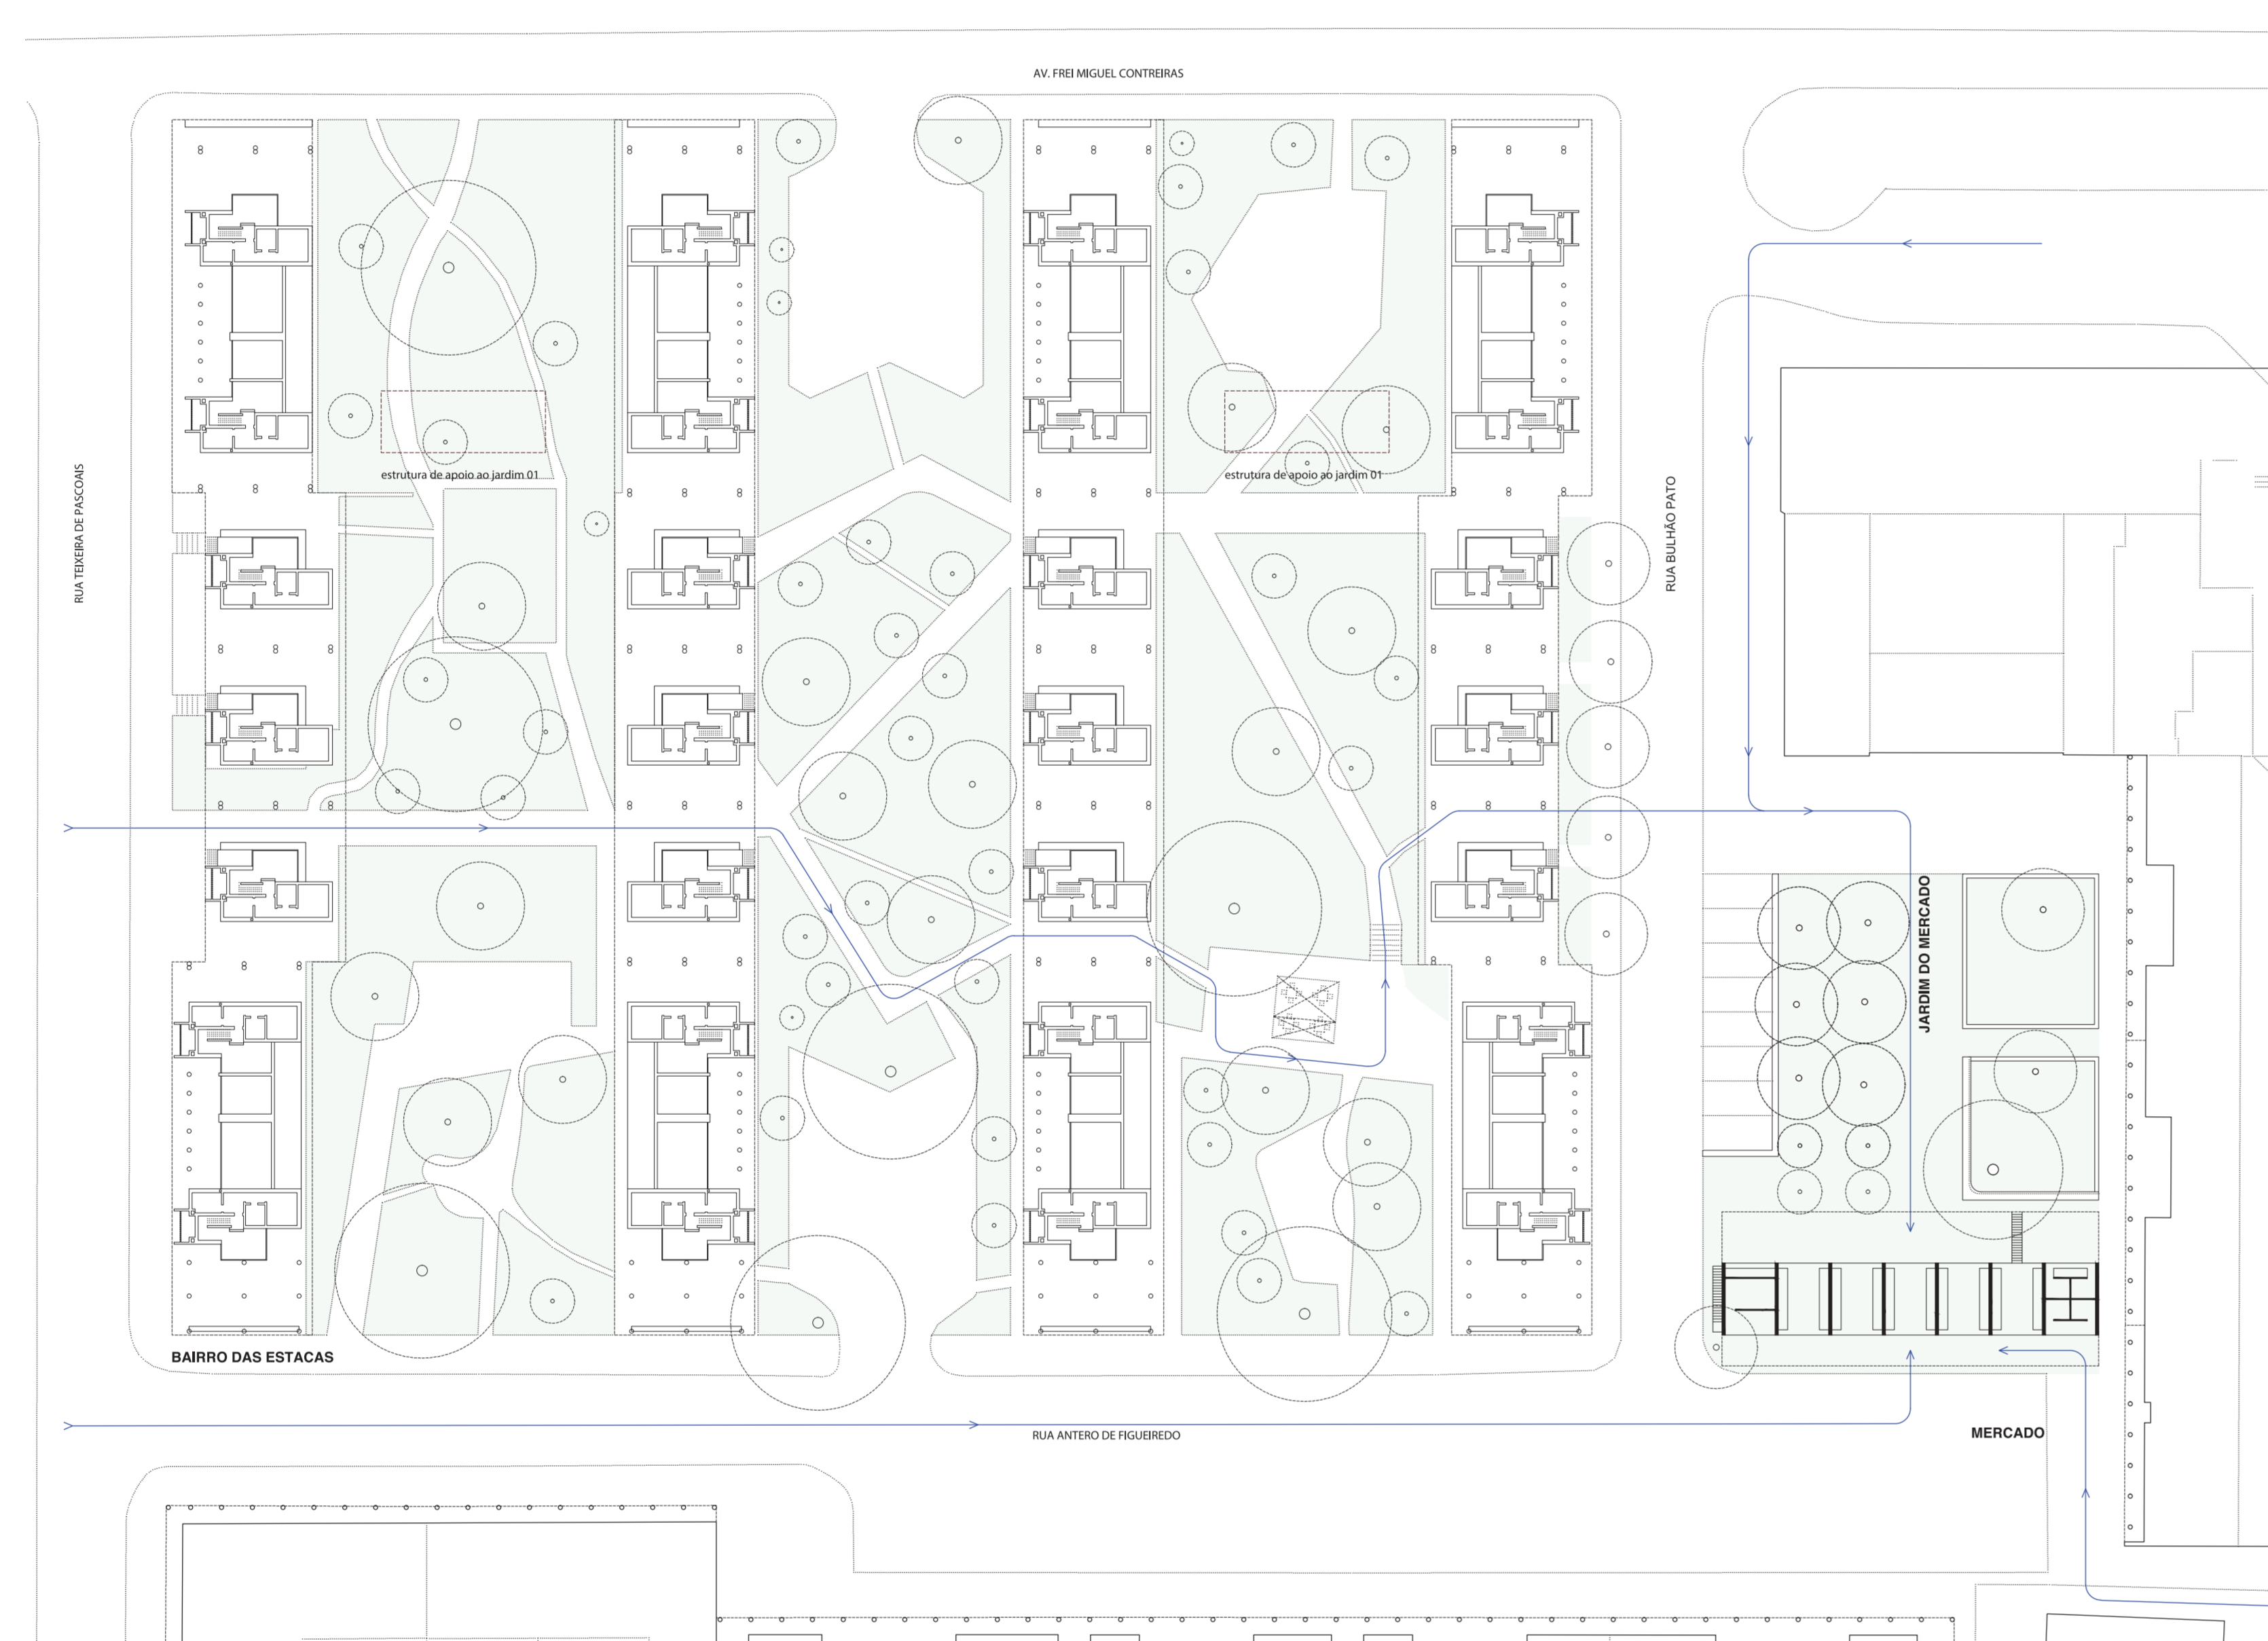 AV. FREI MIGUEL CONTREIRAS
RUA TEIXEIRA DE PASCOAIS
estrutura de apoio ao jardim 01
estrutura de apoio ao jardim 01
RUA BULHÃO PATO
JARDIM DO MERCADO
BAIRRO DAS ESTACAS
RUA ANTERO DE FIGUEIREDO
MERCADO